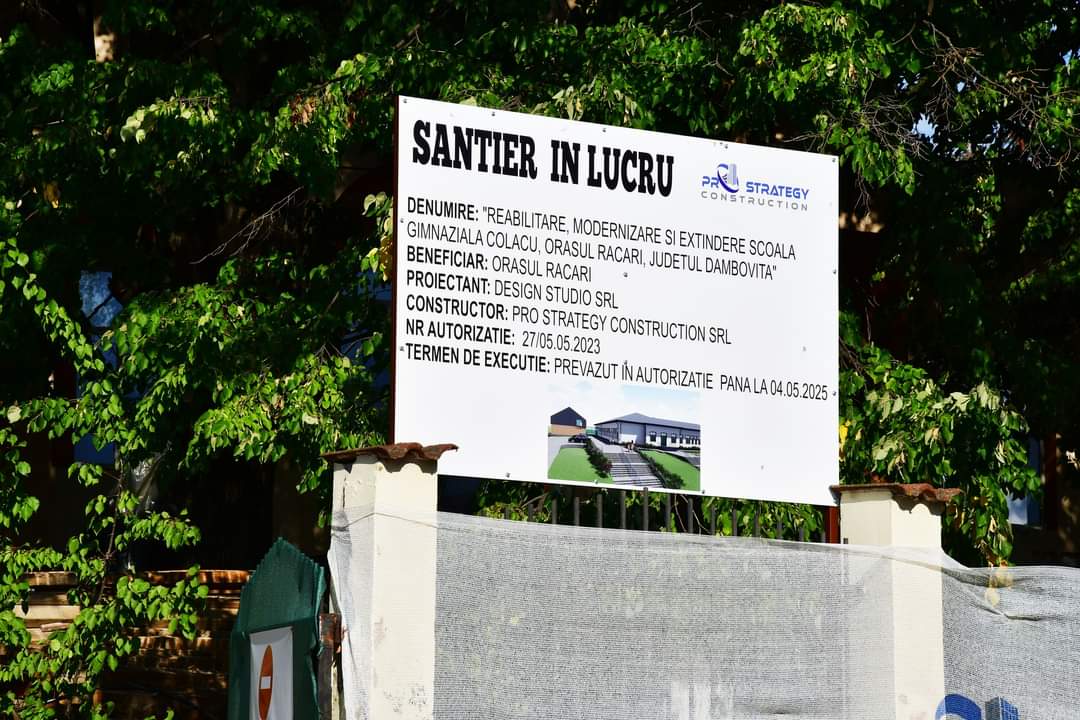 SANTIER IN LUCRU
PRO STRATEGY
CONSTRUCTION
DENUMIRE: "REABILITARE, MODERNIZARE SI EXTINDERE SCOALA
GIMNAZIALA COLACU, ORASUL RACARI, JUDETUL DAMBOVITA"
BENEFICIAR: ORASUL RACARI
PROIECTANT: DESIGN STUDIO SRL
CONSTRUCTOR: PRO STRATEGY CONSTRUCTION SRL
NR AUTORIZATIE: 27/05.05.2023
TERMEN DE EXECUTIE: PREVAZUT IN AUTORIZATIE PANA LA 04.05.2025